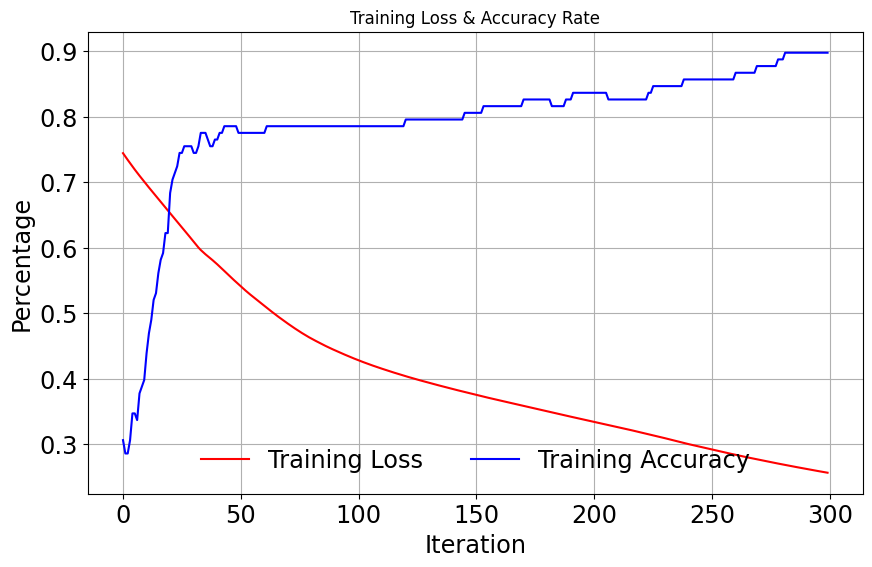 Training Loss & Accuracy Rate
0.9
0.8
0.7
0.6
0.5
0.4
0.3
Percentage
Training Loss
Training Accuracy
0 50 100 150 200 250 300
Iteration